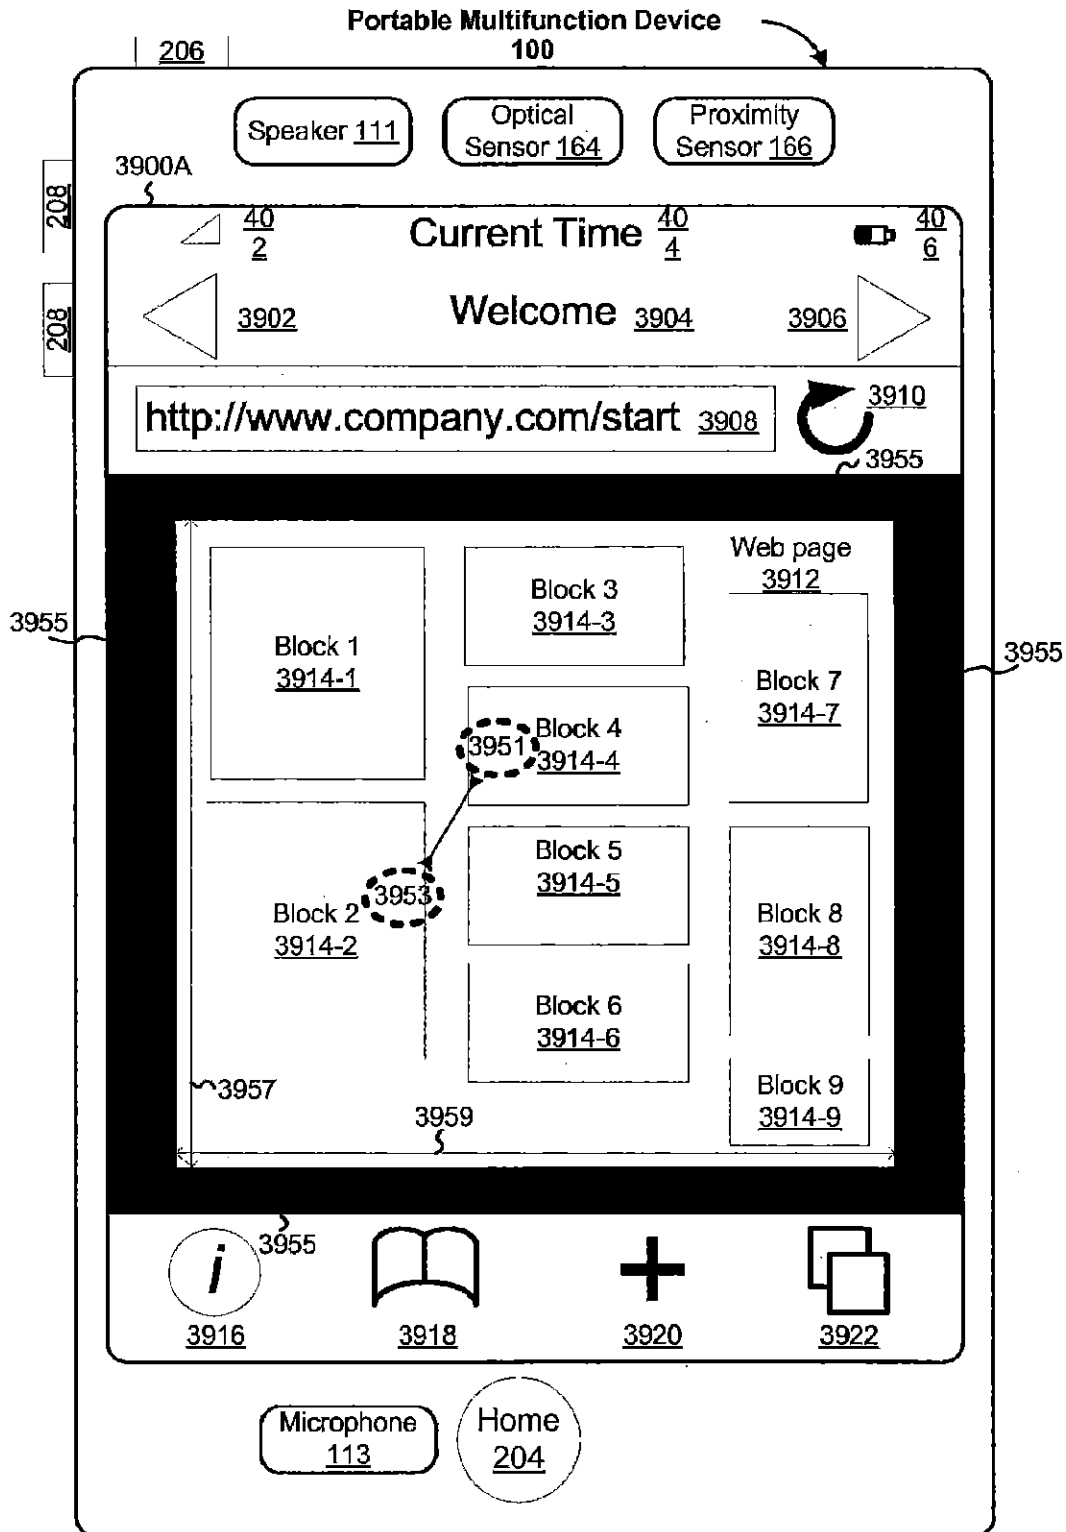 Portable Multifunction Device
100
206
Speaker 111
Optical
Sensor 164
Proximity
Sensor 166
3900A
208
208
40
2
Current Time
40
4
40
6
3902
Welcome 3904
3906
http://www.company.com/start 3908
3910
3955
Web page
3912
Block 1
3914-1
Block 3
3914-3
3955
3955
Block 7
3914-7
3951
Block 4
3914-4
3953
Block 2
3914-2
Block 5
3914-5
Block 8
3914-8
Block 6
3914-6
3957
3959
Block 9
3914-9
3955
i
3916
3918
3920
3922
Microphone
113
Home
204